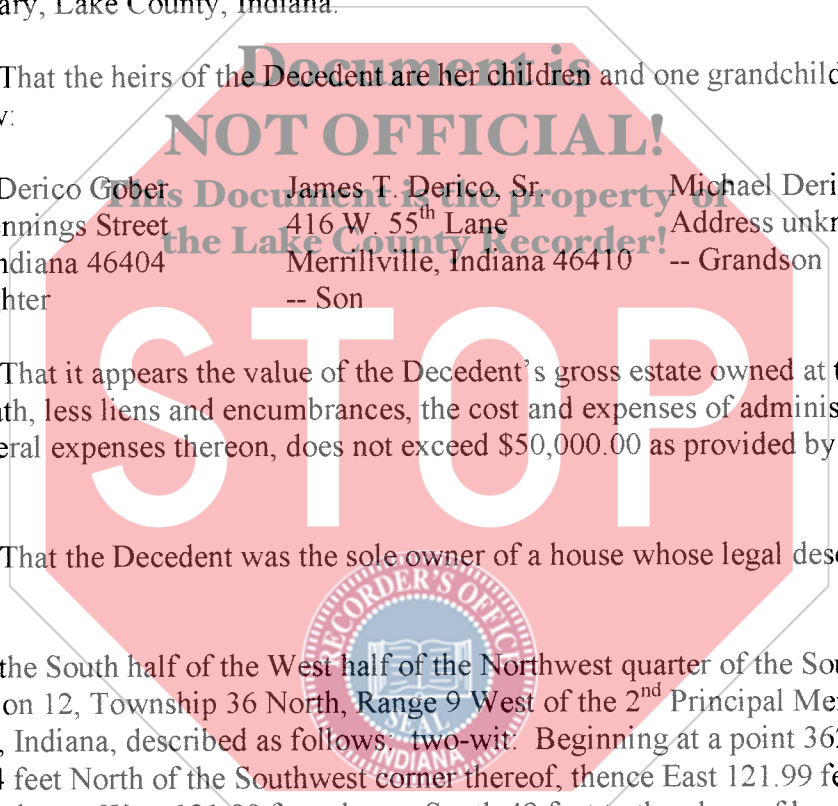 ary, Lake County, Indiana.
Document is
That the heirs of the Decedent are her children and one grandchild
y:
NOT OFFICIAL!
This Document is the property of
the Lake County Recorder!
Derico Gober James T. Derico, Sr. Michael Deri
nnings Street 416 W. 55th Lane Address unkn
ndiana 46404 Merrillville, Indiana 46410 -- Grandson
hter -- Son
STOP
That it appears the value of the Decedent's gross estate owned at t
ath, less liens and encumbrances, the cost and expenses of adminis
eral expenses thereon, does not exceed $50,000.00 as provided by
That the Decedent was the sole owner of a house whose legal desc
RECORDER'S OFFICE
SEAL
INDIANA
the South half of the West half of the Northwest quarter of the Sou
on 12, Township 36 North, Range 9 West of the 2nd Principal Me
, Indiana, described as follows: two-wit: Beginning at a point 36
4 feet North of the Southwest corner thereof, thence East 121.99 fe